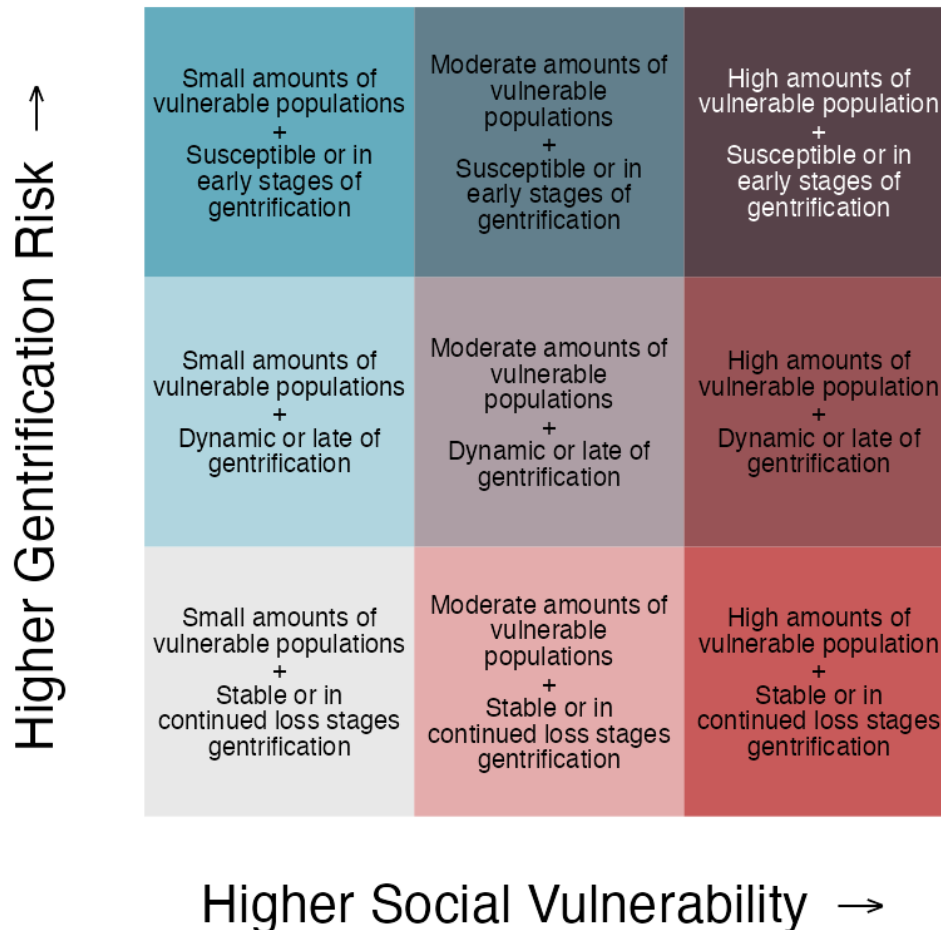 Higher Gentrification Risk →
Small amounts of
vulnerable populations
+
Susceptible or in
early stages of
gentrification
Moderate amounts of
vulnerable
populations
+
Susceptible or in
early stages of
gentrification
High amounts of
vulnerable population
+
Susceptible or in
early stages of
gentrification
Small amounts of
vulnerable populations
+
Dynamic or late of
gentrification
Moderate amounts of
vulnerable
populations
+
Dynamic or late of
gentrification
High amounts of
vulnerable population
+
Dynamic or late of
gentrification
Small amounts of
vulnerable populations
+
Stable or in
continued loss stages
gentrification
Moderate amounts of
vulnerable
populations
+
Stable or in
continued loss stages
gentrification
High amounts of
vulnerable population
+
Stable or in
continued loss stages
gentrification
Higher Social Vulnerability →